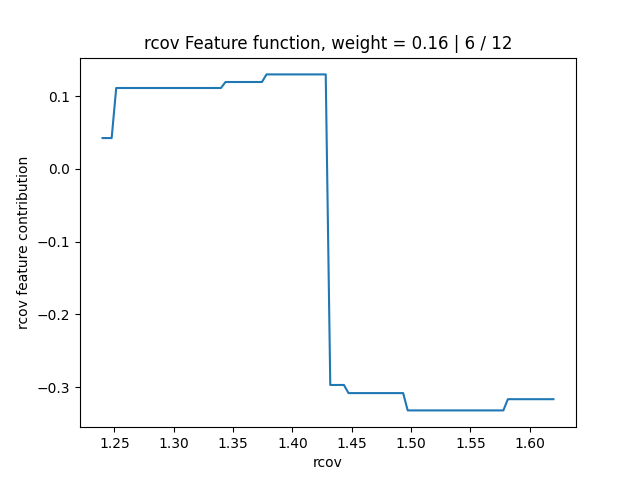 rcov Feature function, weight = 0.16 | 6 / 12
rcov feature contribution
0.1
0.0
−0.1
−0.2
−0.3
1.25 1.30 1.35 1.40 1.45 1.50 1.55 1.60
rcov